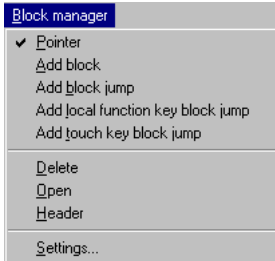 Block manager
Pointer
Add block
Add block jump
Add local function key block jump
Add touch key block jump
Delete
Open
Header
Settings...